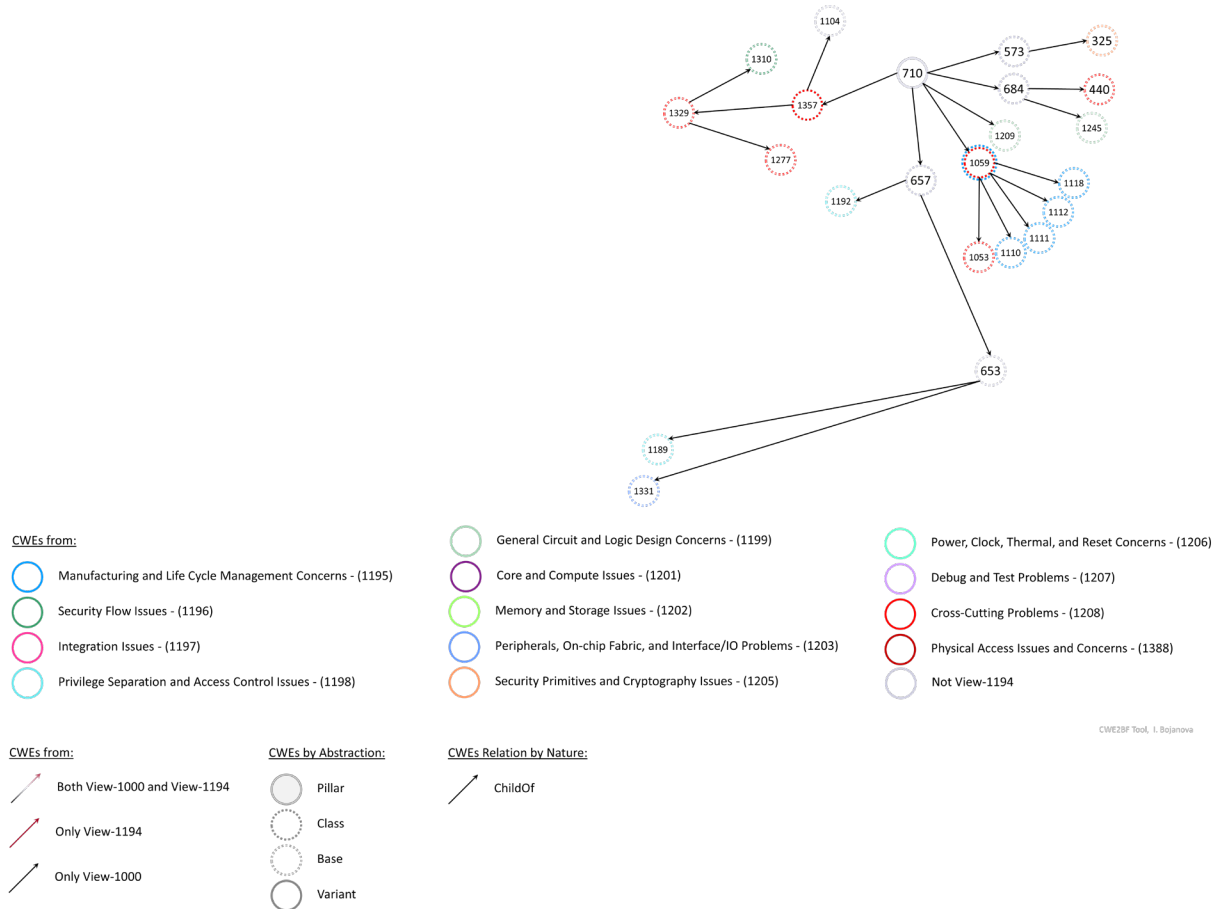 1104
573
325
1310
710
684
440
1357
1329
1245
1209
1277
1059
657
1118
1192
1112
1111
1110
1053
653
1189
1331
CWEs from:
Manufacturing and Life Cycle Management Concerns - (1195)
Security Flow Issues - (1196)
Integration Issues - (1197)
Privilege Separation and Access Control Issues - (1198)
General Circuit and Logic Design Concerns - (1199)
Core and Compute Issues - (1201)
Memory and Storage Issues - (1202)
Peripherals, On-chip Fabric, and Interface/IO Problems - (1203)
Security Primitives and Cryptography Issues - (1205)
Power, Clock, Thermal, and Reset Concerns - (1206)
Debug and Test Problems - (1207)
Cross-Cutting Problems - (1208)
Physical Access Issues and Concerns - (1388)
Not View-1194
CWE2BF Tool, I. Bojanova
CWEs from:
Both View-1000 and View-1194
Only View-1194
Only View-1000
CWEs by Abstraction:
Pillar
Class
Base
Variant
CWEs Relation by Nature:
ChildOf